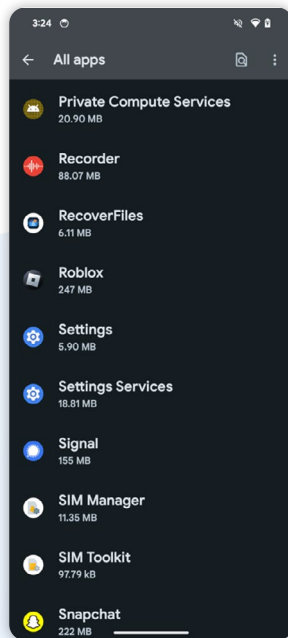 3:24
All apps
Private Compute Services
20.90 MB
Recorder
88.07 MB
RecoverFiles
6.11 MB
Roblox
247 MB
Settings
5.90 MB
Settings Services
18.81 MB
Signal
155 MB
SIM Manager
11.35 MB
SIM Toolkit
97.79 kB
Snapchat
222 MB